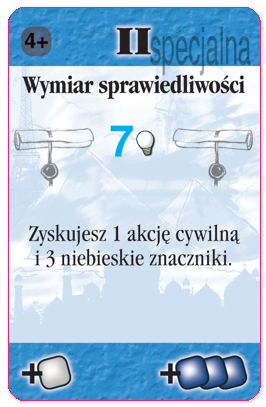 4+
II
specjalna
Wymiar sprawiedliwości
7
Zyskujesz 1 akcję cywilną
i 3 niebieskie znaczniki.
+
+